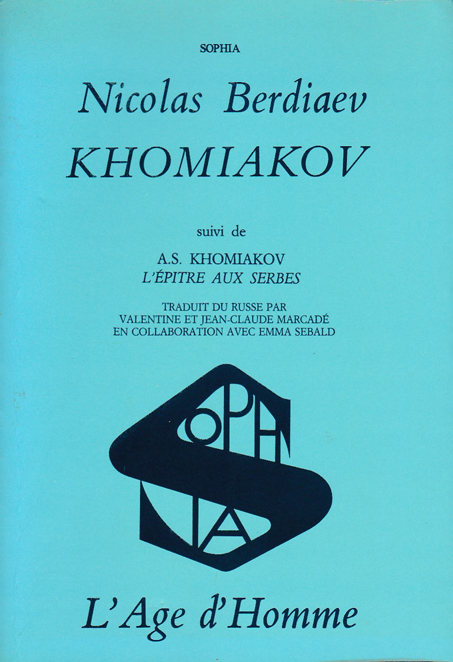 SOPHIA
Nicolas Berdiaev
KHOMIAKOV
suivi de
A.S. KHOMIAKOV
L'ÉPITRE AUX SERBES
TRADUIT DU RUSSE PAR
VALENTINE ET JEAN-CLAUDE MARCADÉ
EN COLLABORATION AVEC EMMA SEBALD
SOPHIA
L'Age d'Homme